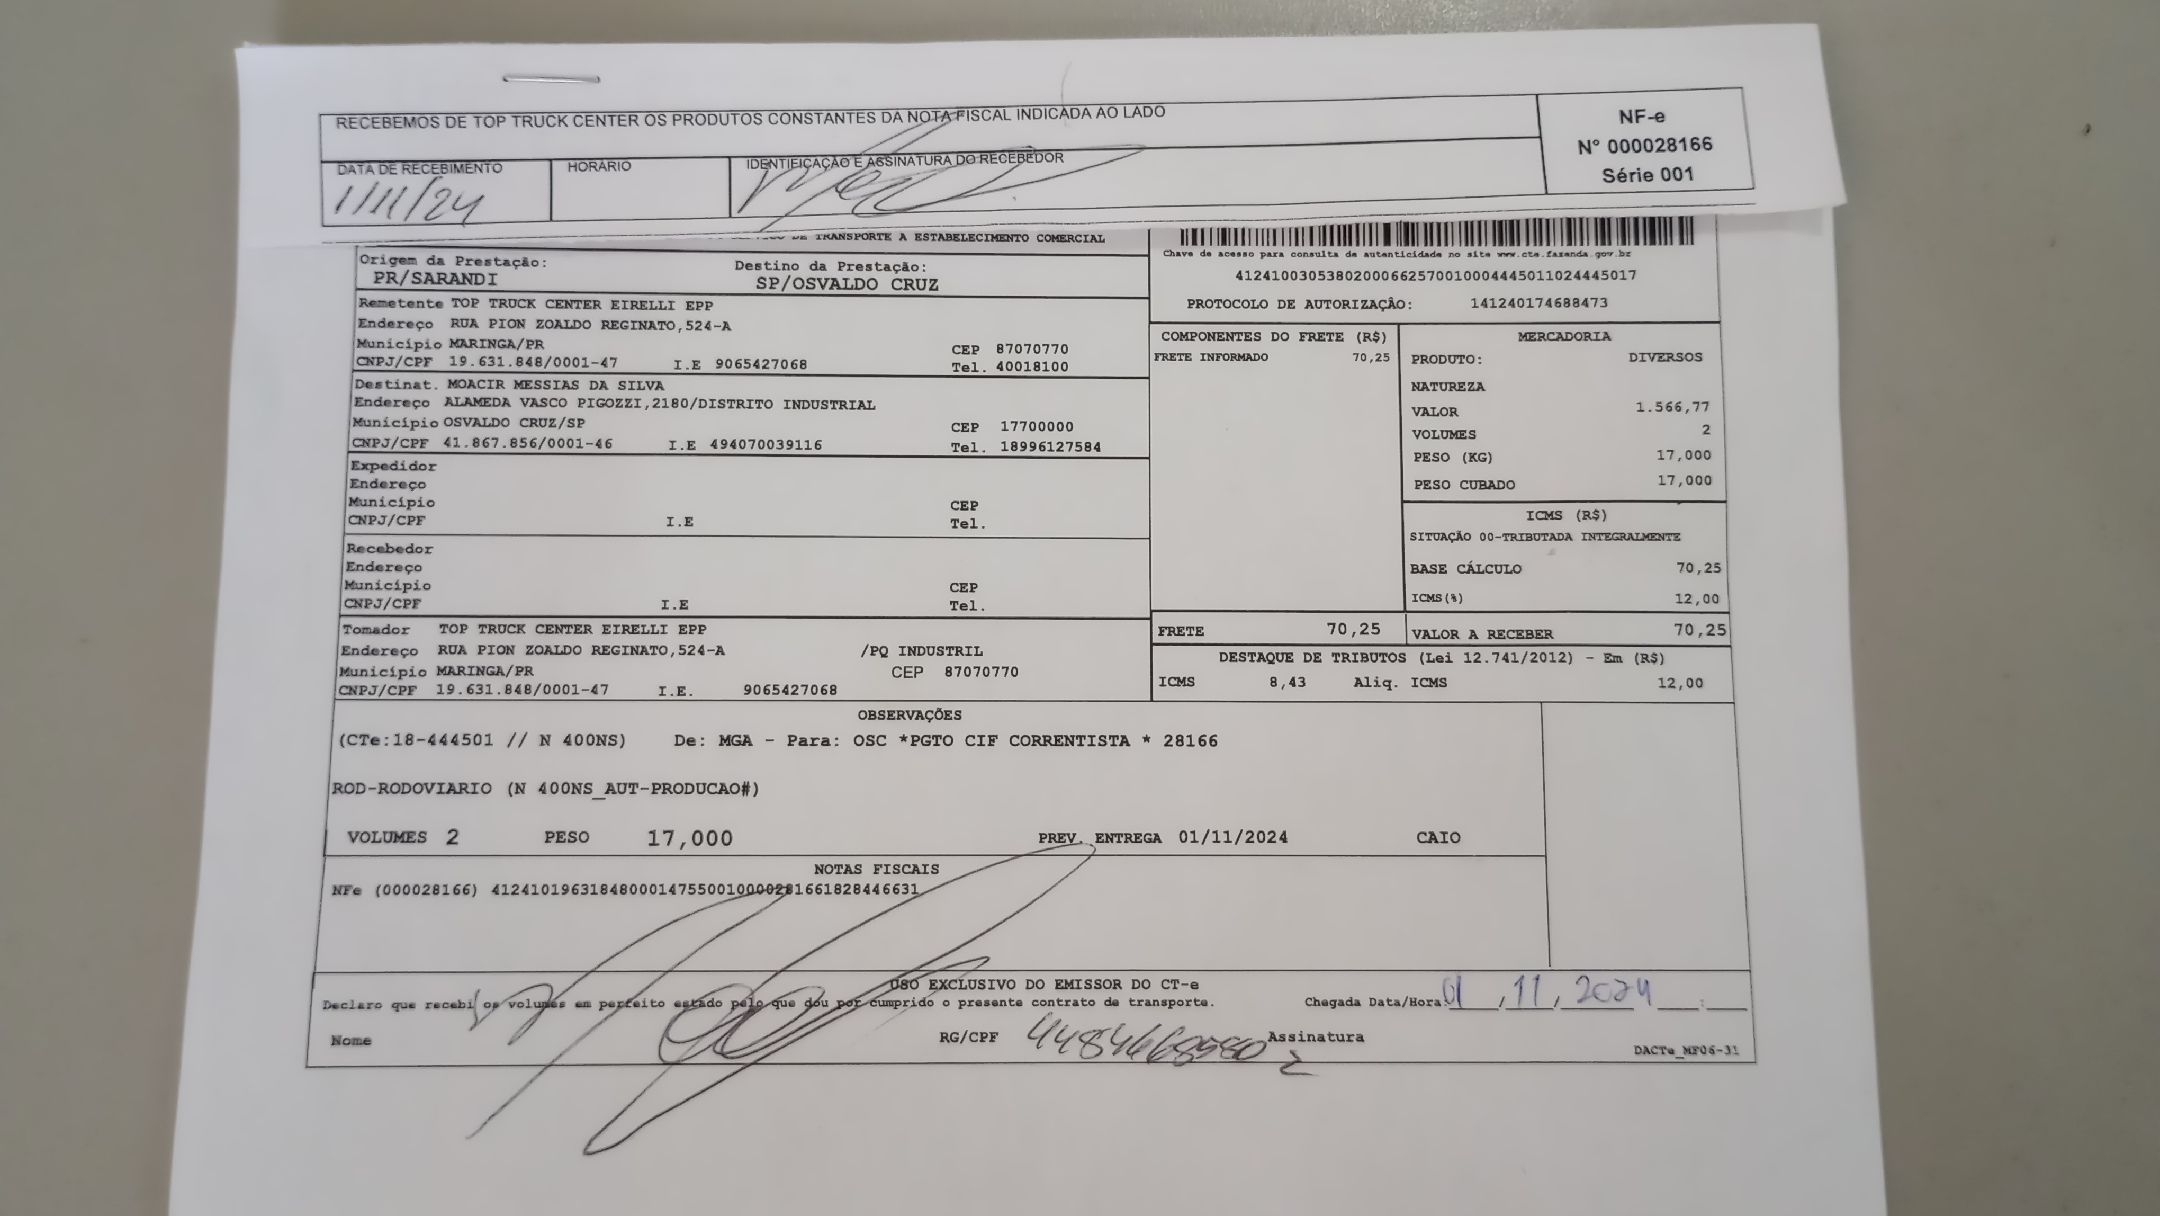 RECEBEMOS DE TOP TRUCK CENTER OS PRODUTOS CONSTANTES DA NOTA FISCAL INDICADA AO LADO
NF-e
Nº 000028166
Série 001
DATA DE RECEBIMENTO
HORÁRIO
IDENTIFICAÇÃO E ASSINATURA DO RECEBEDOR
1/11/24
DE TRANSPORTE A ESTABELECIMENTO COMERCIAL
Chave de acesso para consulta de autenticidade no site www.cte.fazenda.gov.br
41241003053802000662570010004445011024445017
PROTOCOLO DE AUTORIZAÇÃO: 141240174688473
Origem da Prestação:
PR/SARANDI
Destino da Prestação:
SP/OSVALDO CRUZ
Remetente TOP TRUCK CENTER EIRELLI EPP
Endereço RUA PION ZOALDO REGINATO,524-A
Município MARINGA/PR CEP 87070770
CNPJ/CPF 19.631.848/0001-47 I.E 9065427068 Tel. 40018100
Destinat. MOACIR MESSIAS DA SILVA
Endereço ALAMEDA VASCO PIGOZZI,2180/DISTRITO INDUSTRIAL
Município OSVALDO CRUZ/SP CEP 17700000
CNPJ/CPF 41.867.856/0001-46 I.E 494070039116 Tel. 18996127584
Expedidor
Endereço
Município CEP
CNPJ/CPF I.E Tel.
Recebedor
Endereço
Município CEP
CNPJ/CPF I.E Tel.
Tomador TOP TRUCK CENTER EIRELLI EPP
Endereço RUA PION ZOALDO REGINATO,524-A /PQ INDUSTRIL
Município MARINGA/PR CEP 87070770
CNPJ/CPF 19.631.848/0001-47 I.E. 9065427068
COMPONENTES DO FRETE (R$)
FRETE INFORMADO 70,25
MERCADORIA
PRODUTO: DIVERSOS
NATUREZA
VALOR 1.566,77
VOLUMES 2
PESO (KG) 17,000
PESO CUBADO 17,000
ICMS (R$)
SITUAÇÃO 00-TRIBUTADA INTEGRALMENTE
BASE CÁLCULO 70,25
ICMS(%) 12,00
FRETE 70,25 VALOR A RECEBER 70,25
DESTAQUE DE TRIBUTOS (Lei 12.741/2012) - Em (R$)
ICMS 8,43 Aliq. ICMS 12,00
OBSERVAÇÕES
(CTe:18-444501 // N 400NS) De: MGA - Para: OSC *PGTO CIF CORRENTISTA * 28166
ROD-RODOVIARIO (N 400NS_AUT-PRODUCAO#)
VOLUMES 2 PESO 17,000 PREV. ENTREGA 01/11/2024 CAIO
NOTAS FISCAIS
NFe (000028166) 41241019631848000147550010000281661828446631
USO EXCLUSIVO DO EMISSOR DO CT-e
Declaro que recebi os volumes em perfeito estado pelo que dou por cumprido o presente contrato de transporte. Chegada Data/Hora: 01,11,2024
Nome RG/CPF Assinatura
DACTe_MF06-31